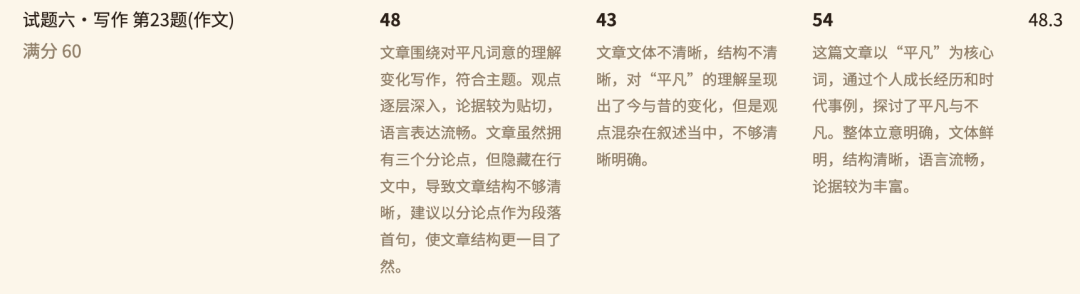 试题六・写作 第23题(作文)
满分 60
48
文章围绕对平凡词意的理解
变化写作，符合主题。观点
逐层深入，论据较为贴切，
语言表达流畅。文章虽然拥
有三个分论点，但隐藏在行
文中，导致文章结构不够清
晰，建议以分论点作为段落
首句，使文章结构更一目了
然。
43
文章文体不清晰，结构不清
晰，对“平凡”的理解呈现
出了今与昔的变化，但是观
点混杂在叙述当中，不够清
晰明确。
54
这篇文章以“平凡”为核心
词，通过个人成长经历和时
代事例，探讨了平凡与不
凡。整体立意明确，文体鲜
明，结构清晰，语言流畅，
论据较为丰富。
48.3